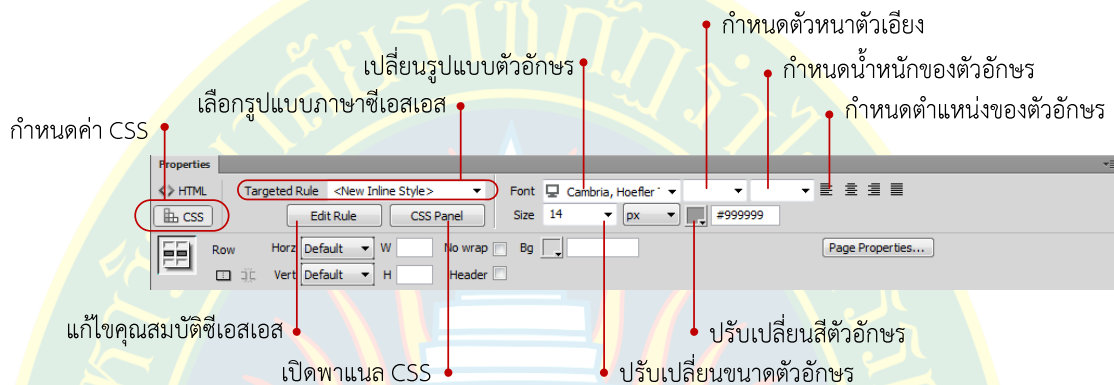 กำหนดตัวหนาตัวเอียง
เปลี่ยนรูปแบบตัวอักษร
กำหนดน้ำหนักของตัวอักษร
เลือกรูปแบบภาษาซีเอสเอส
กำหนดตำแหน่งของตัวอักษร
กำหนดค่า CSS
Properties
HTML Targeted Rule <New Inline Style> Font Cambria, Hoefler
CSS Edit Rule CSS Panel Size 14 px #999999
Row Horz Default W No wrap Bg Page Properties...
Vert Default H Header
แก้ไขคุณสมบัติซีเอสเอส
ปรับเปลี่ยนสีตัวอักษร
เปิดพาแนล CSS
ปรับเปลี่ยนขนาดตัวอักษร